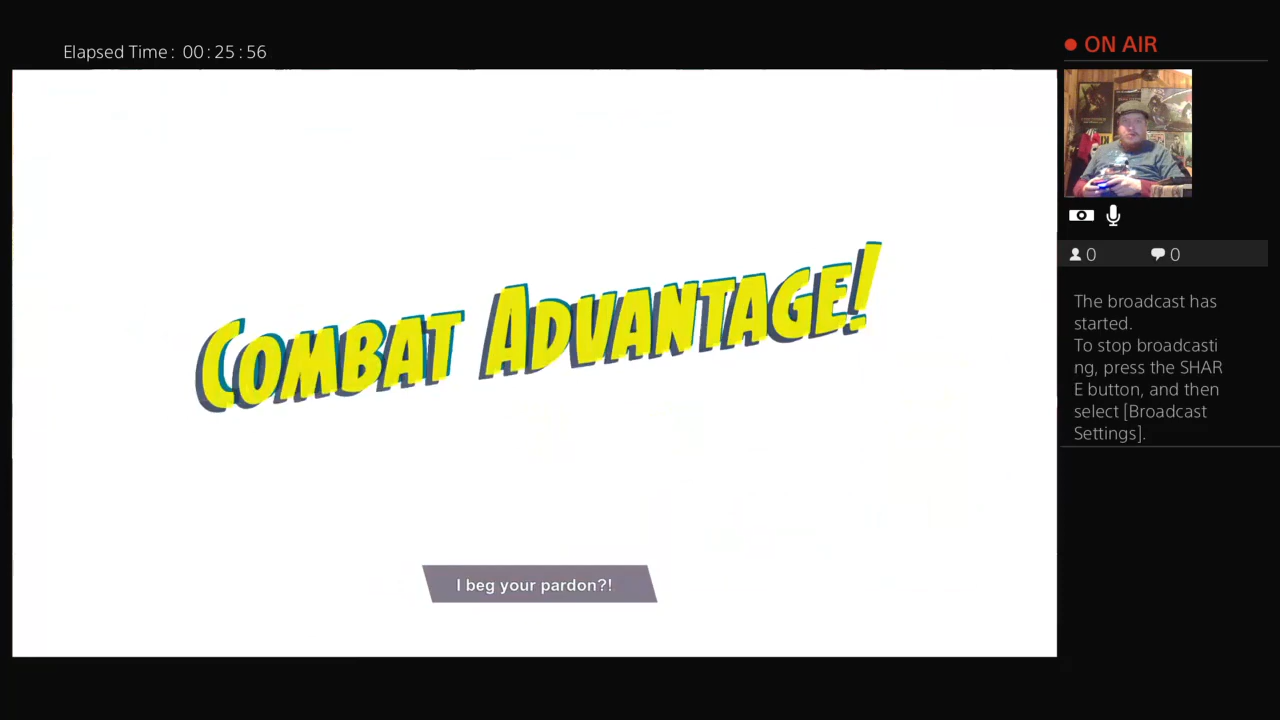 Elapsed Time: 00:25:56
ON AIR
COMBAT ADVANTAGE!
I beg your pardon?!
0
0
The broadcast has
started.
To stop broadcasti
ng, press the SHAR
E button, and then
select [Broadcast
Settings].